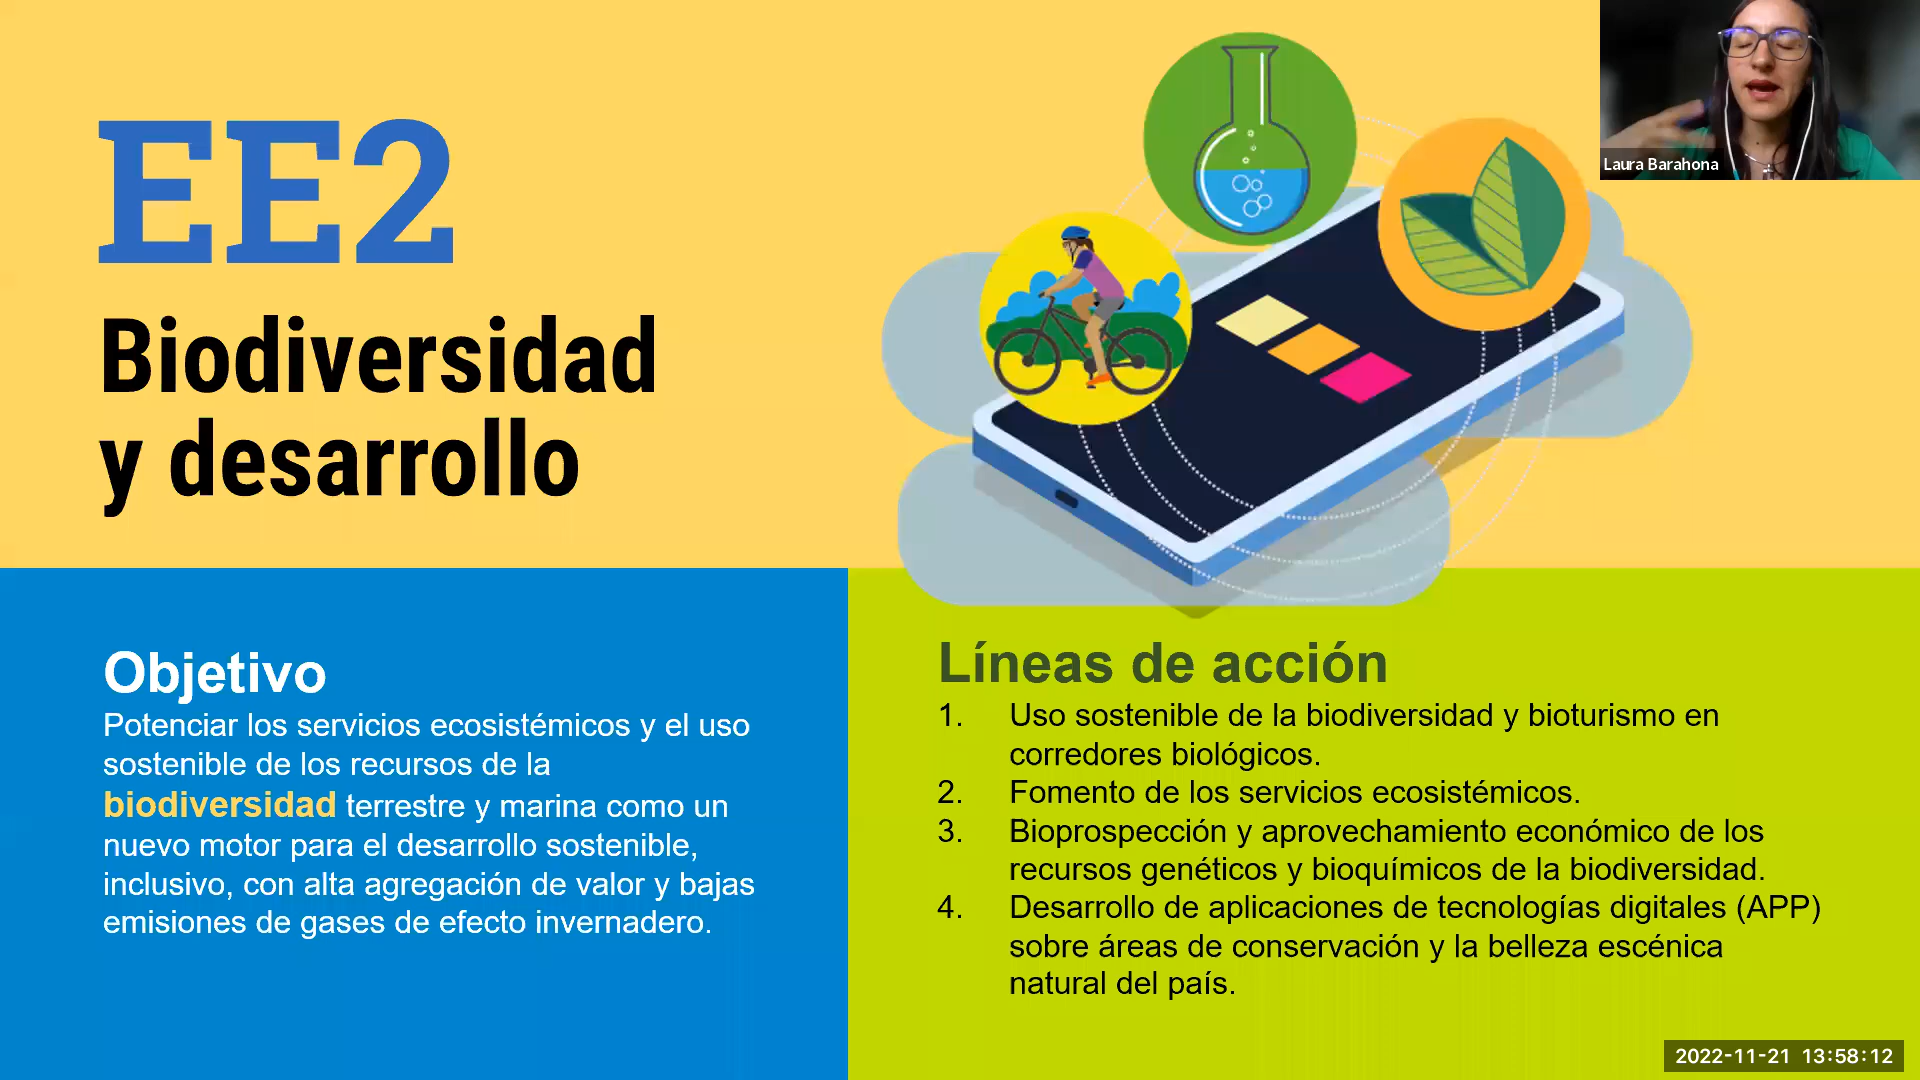 EE2
Biodiversidad
y desarrollo
Laura Barahona
Objetivo
Potenciar los servicios ecosistémicos y el uso
sostenible de los recursos de la
biodiversidad terrestre y marina como un
nuevo motor para el desarrollo sostenible,
inclusivo, con alta agregación de valor y bajas
emisiones de gases de efecto invernadero.
Líneas de acción
1. Uso sostenible de la biodiversidad y bioturismo en
corredores biológicos.
2. Fomento de los servicios ecosistémicos.
3. Bioprospección y aprovechamiento económico de los
recursos genéticos y bioquímicos de la biodiversidad.
4. Desarrollo de aplicaciones de tecnologías digitales (APP)
sobre áreas de conservación y la belleza escénica
natural del país.
2022-11-21 13:58:12